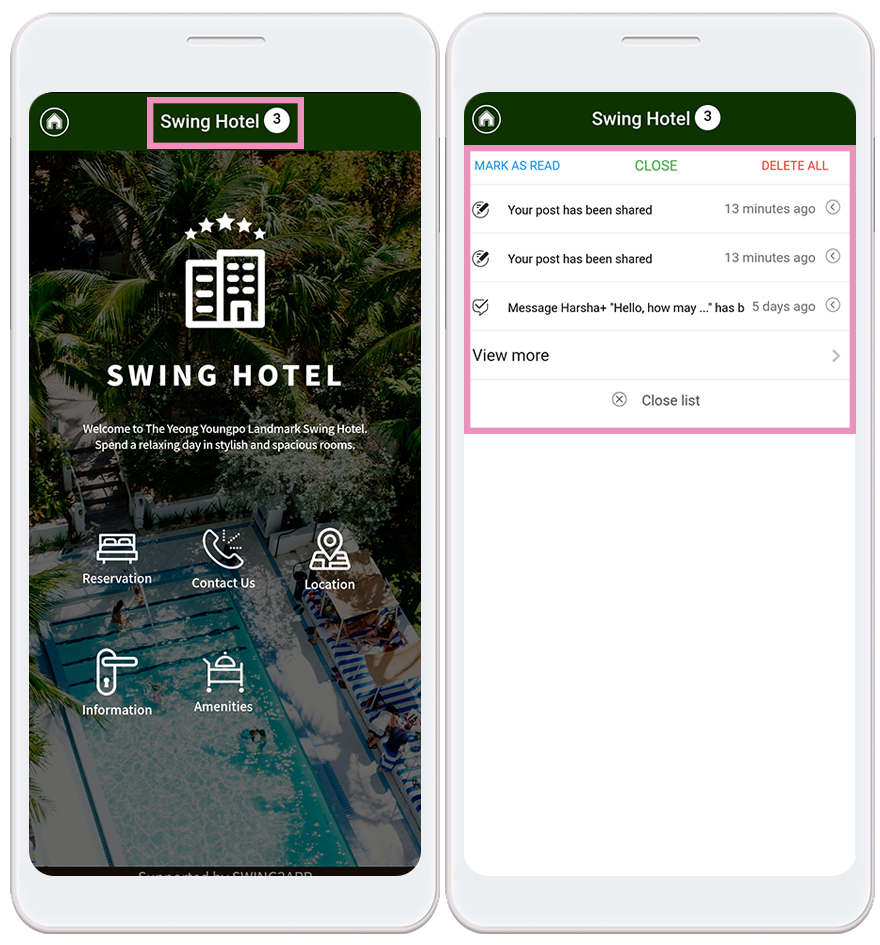 Swing Hotel 3
SWING HOTEL
Welcome to The Yeong Youngpo Landmark Swing Hotel.
Spend a relaxing day in stylish and spacious rooms.
Reservation
Contact Us
Location
Information
Amenities
Supported by SWING2APP
Swing Hotel 3
MARK AS READ CLOSE DELETE ALL
Your post has been shared 13 minutes ago
Your post has been shared 13 minutes ago
Message Harsha+ "Hello, how may ..." has b 5 days ago
View more
Close list